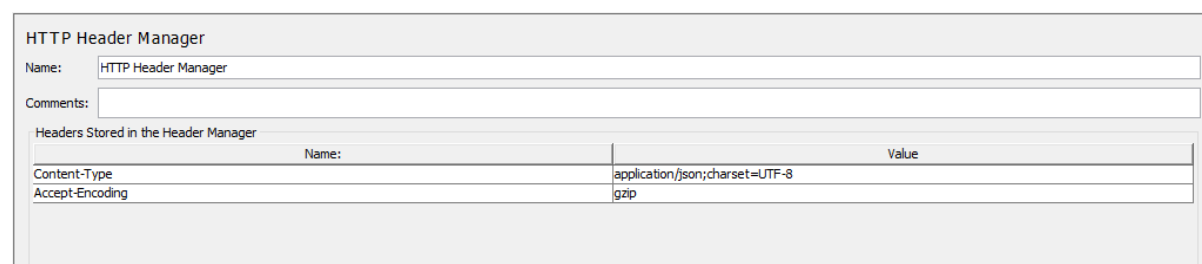 HTTP Header Manager
Name: HTTP Header Manager
Comments:
Headers Stored in the Header Manager
Name: Value
Content-Type application/json;charset=UTF-8
Accept-Encoding gzip